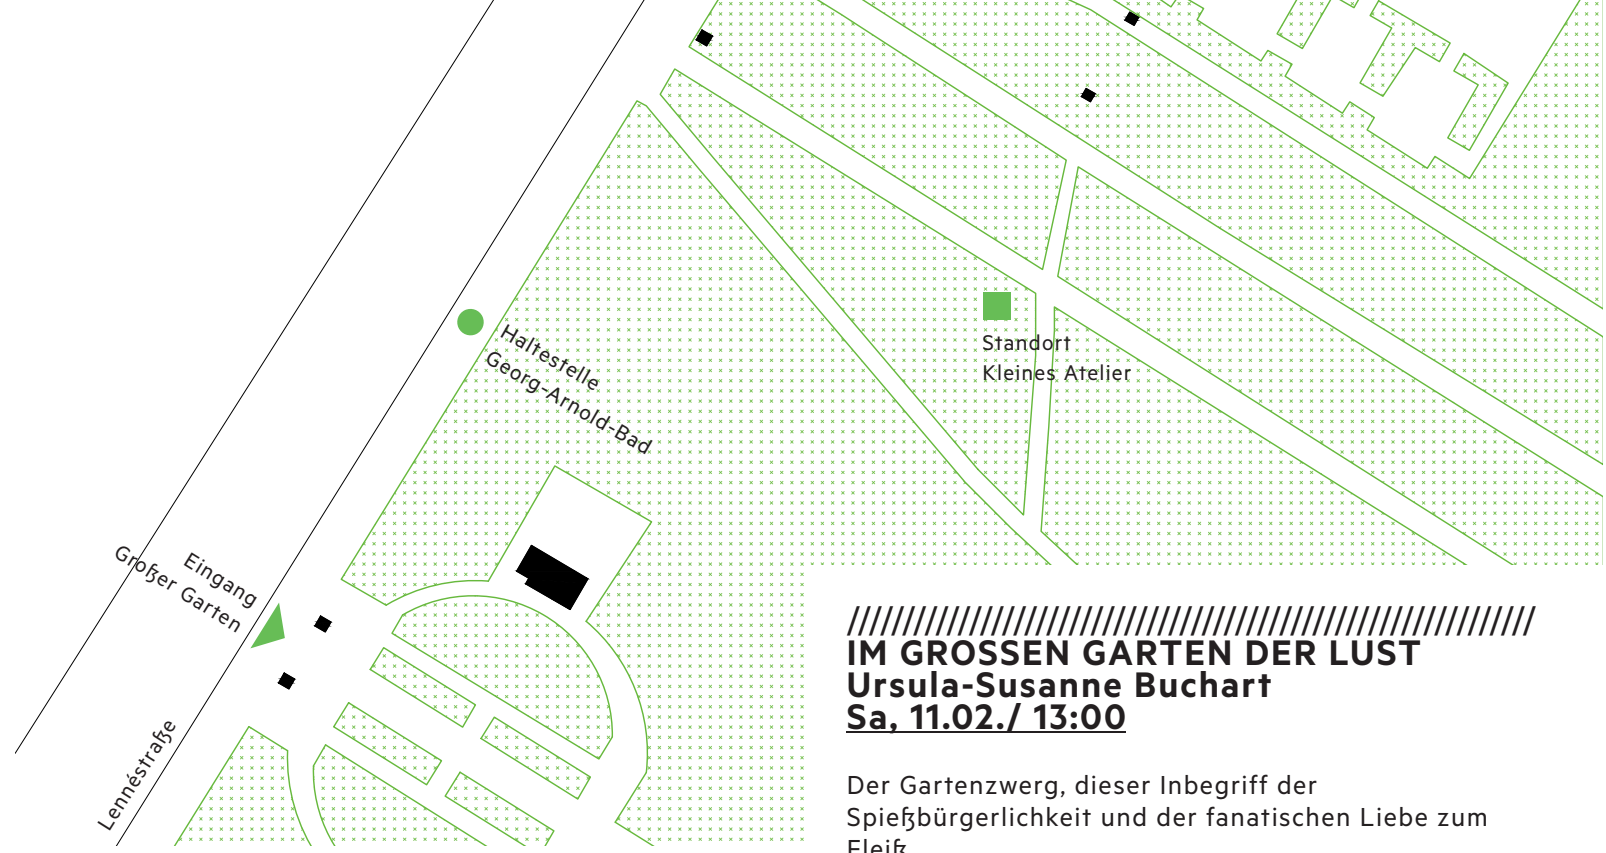 Haltestelle
Georg-Arnold-Bad
Standort
Kleines Atelier
Eingang
Großer Garten
Lennéstraße
//////////////////////////////////////////////////////////////////////////
IM GROSSEN GARTEN DER LUST
Ursula-Susanne Buchart
Sa, 11.02./ 13:00
Der Gartenzwerg, dieser Inbegriff der
Spießbürgerlichkeit und der fanatischen Liebe zum
Fleiß